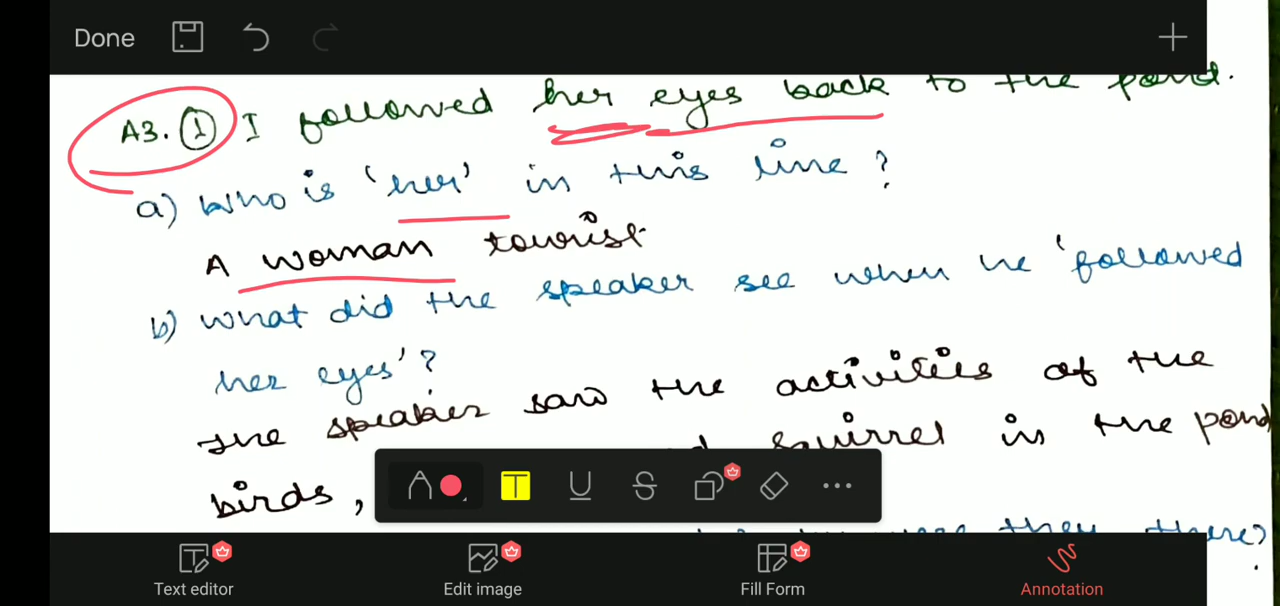 Done
A3. ① I followed her eyes back to the pond.
a) Who is 'her' in this line?
A woman tourist.
b) What did the speaker see when he 'followed
her eyes'?
The speaker saw the activities of the
squirrel in the pond
birds,
they there?
T
U
S
Text editor
Edit image
Fill Form
Annotation